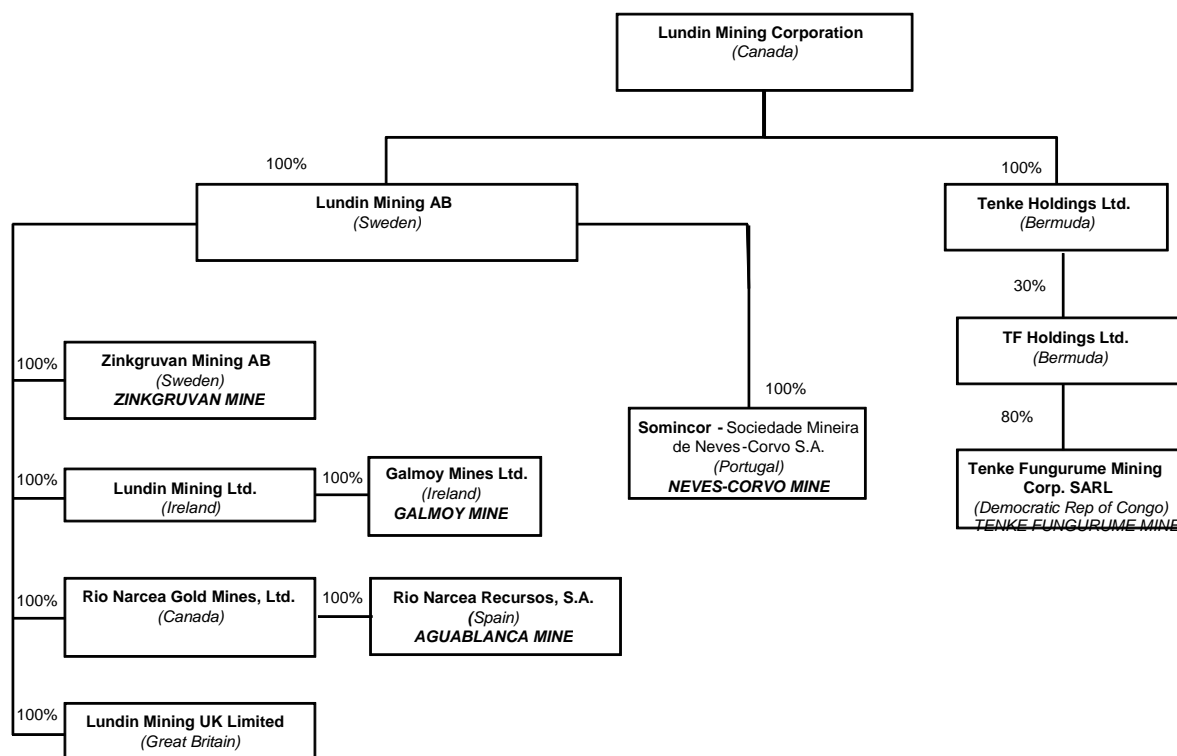 Lundin Mining Corporation
(Canada)
100%
100%
Lundin Mining AB
(Sweden)
Tenke Holdings Ltd.
(Bermuda)
30%
TF Holdings Ltd.
(Bermuda)
100%
Zinkgruvan Mining AB
(Sweden)
ZINKGRUVAN MINE
100%
80%
Somincor - Sociedade Mineira
de Neves-Corvo S.A.
(Portugal)
NEVES-CORVO MINE
Tenke Fungurume Mining
Corp. SARL
(Democratic Rep of Congo)
TENKE FUNGURUME MINE
100%
Lundin Mining Ltd.
(Ireland)
100%
Galmoy Mines Ltd.
(Ireland)
GALMOY MINE
100%
Rio Narcea Gold Mines, Ltd.
(Canada)
100%
Rio Narcea Recursos, S.A.
(Spain)
AGUABLANCA MINE
100%
Lundin Mining UK Limited
(Great Britain)